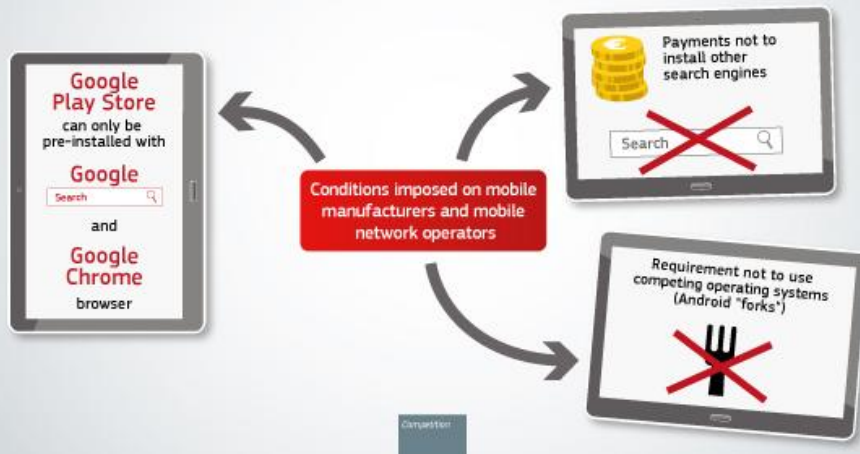 Google
Play Store
can only be
pre-installed with
Google
Search
and
Google
Chrome
browser
Conditions imposed on mobile
manufacturers and mobile
network operators
€
Payments not to
install other
search engines
Search
Requirement not to use
competing operating systems
(Android "forks")
Competition